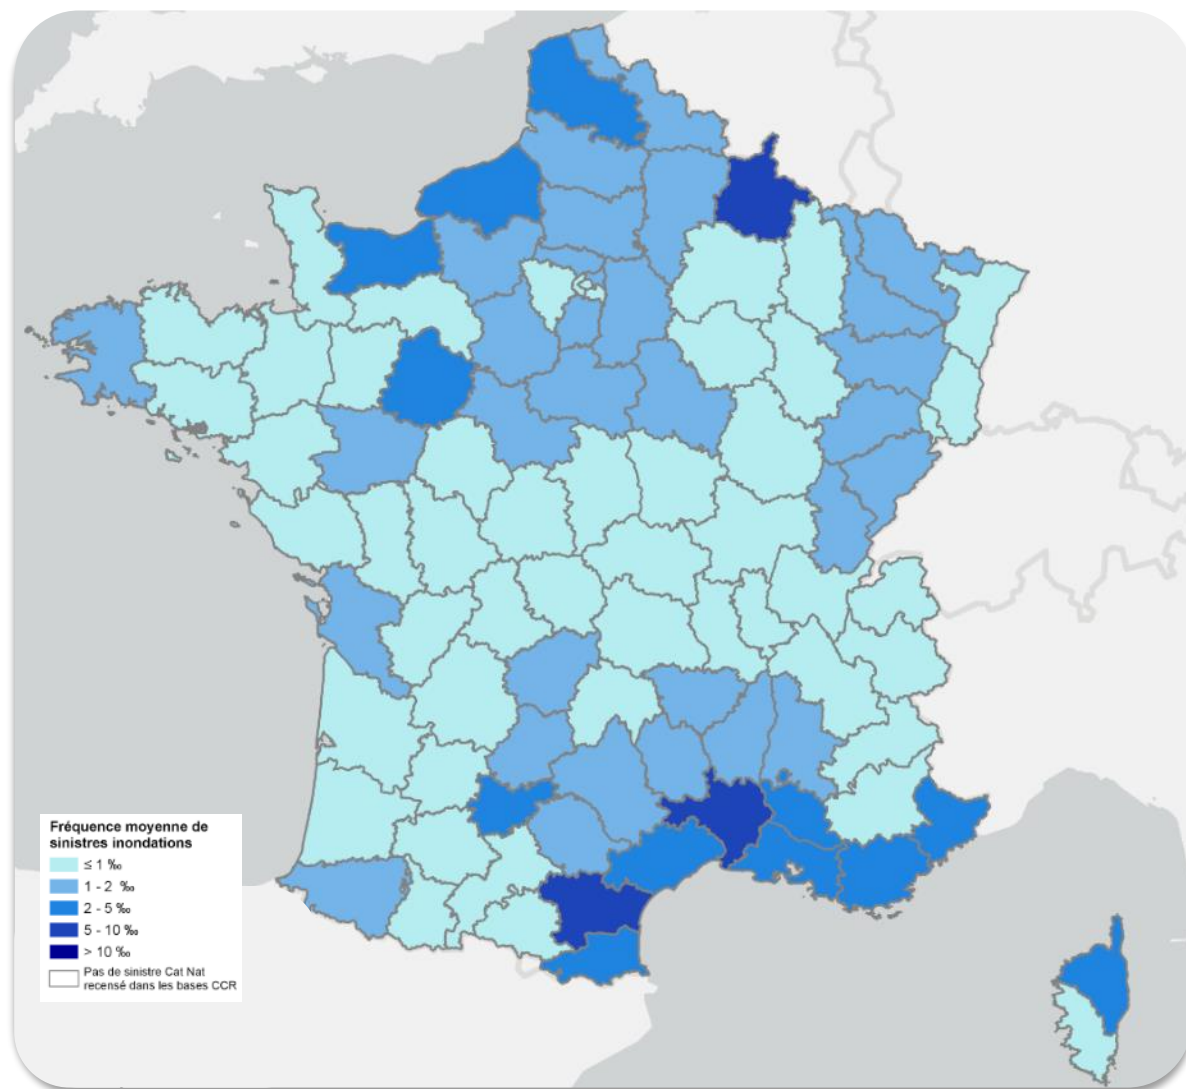 Fréquence moyenne de
sinistres inondations
≤ 1 ‰
1 - 2 ‰
2 - 5 ‰
5 - 10 ‰
> 10 ‰
Pas de sinistre Cat Nat
recensé dans les bases CCR